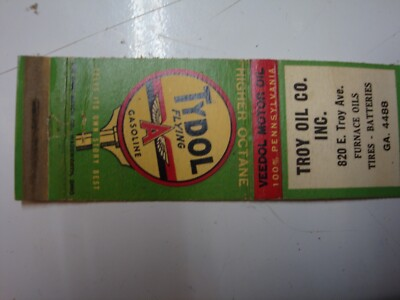 HIGHER OCTANE
TYDOL
FLYING
A
GASOLINE
VEEDOL MOTOR OIL
100% PENNSYLVANIA
TROY OIL CO.
INC.
820 E. Troy Ave.
FURNACE OILS
TIRES - BATTERIES
GA. 4488